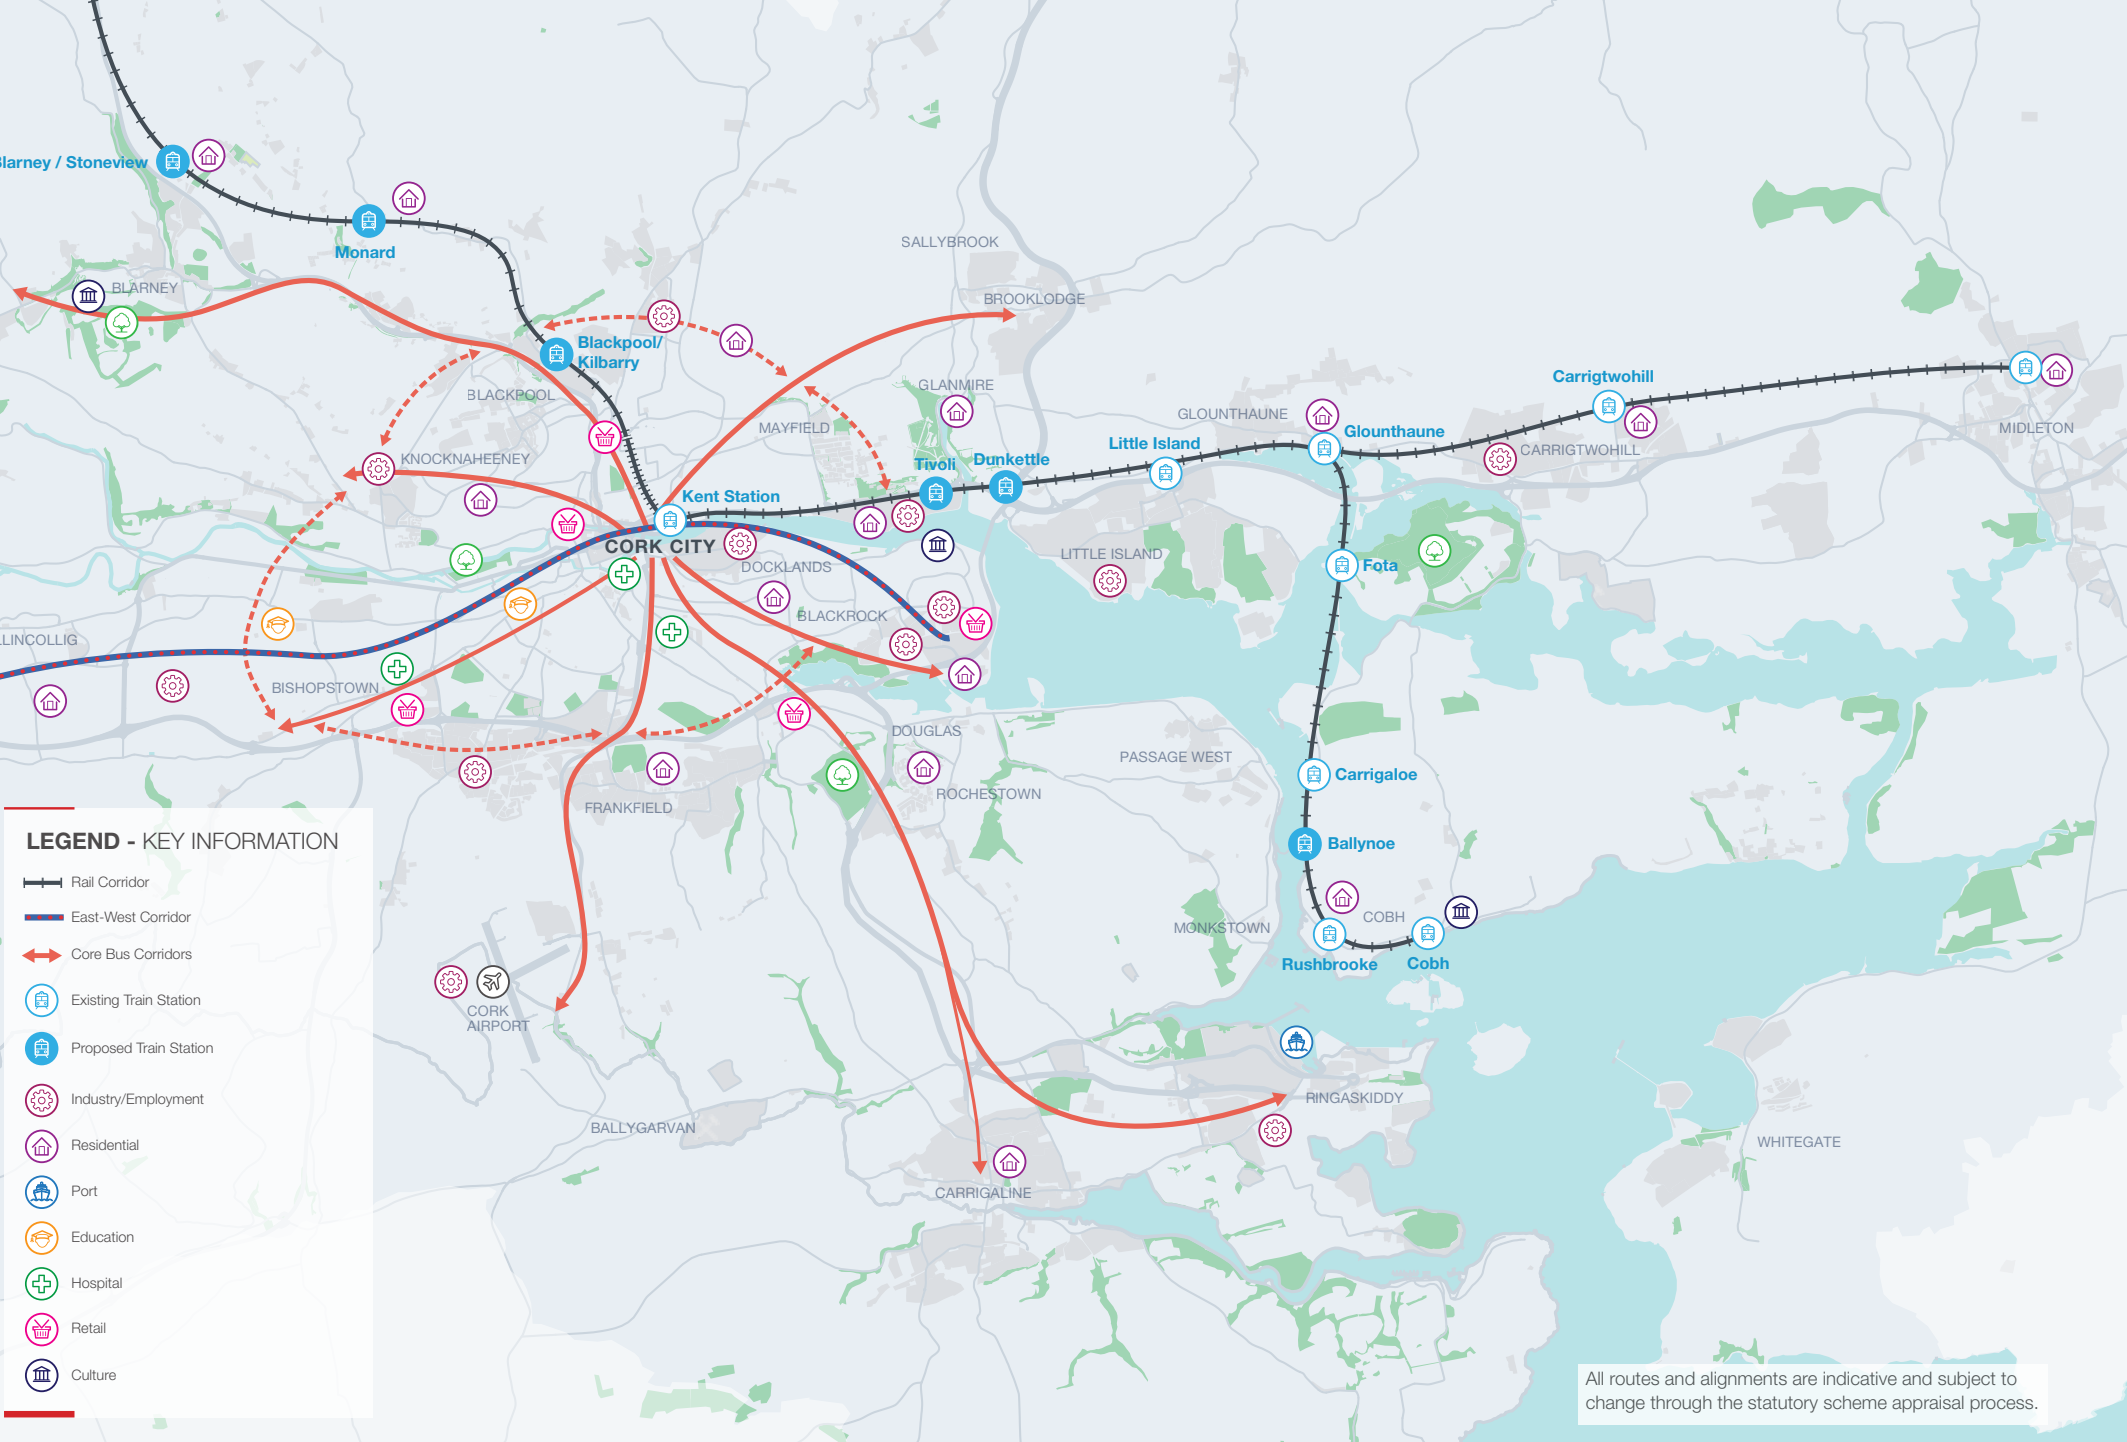 SALLYBROOK
BROOKLODGE
Blarney / Stoneview
Monard
BLARNEY
Blackpool/
Kilbarry
BLACKPOOL
GLANMIRE
MAYFIELD
KNOCKNAHEENEY
Kent Station
CORK CITY
DOCKLANDS
BLACKROCK
Tivoli
Dunkettle
Little Island
GLOUNTHAUNE
Glounthaune
Carrigtwohill
CARRIGTWOHILL
MIDLETON
LITTLE ISLAND
Fota
LLINCOLLIG
BISHOPSTOWN
DOUGLAS
ROCHESTOWN
FRANKFIELD
PASSAGE WEST
Carrigaloe
Ballynoe
MONKSTOWN
COBH
Rushbrooke
Cobh
CORK
AIRPORT
BALLYGARVAN
RINGASKIDDY
CARRIGALINE
WHITEGATE
LEGEND - KEY INFORMATION
Rail Corridor
East-West Corridor
Core Bus Corridors
Existing Train Station
Proposed Train Station
Industry/Employment
Residential
Port
Education
Hospital
Retail
Culture
All routes and alignments are indicative and subject to
change through the statutory scheme appraisal process.